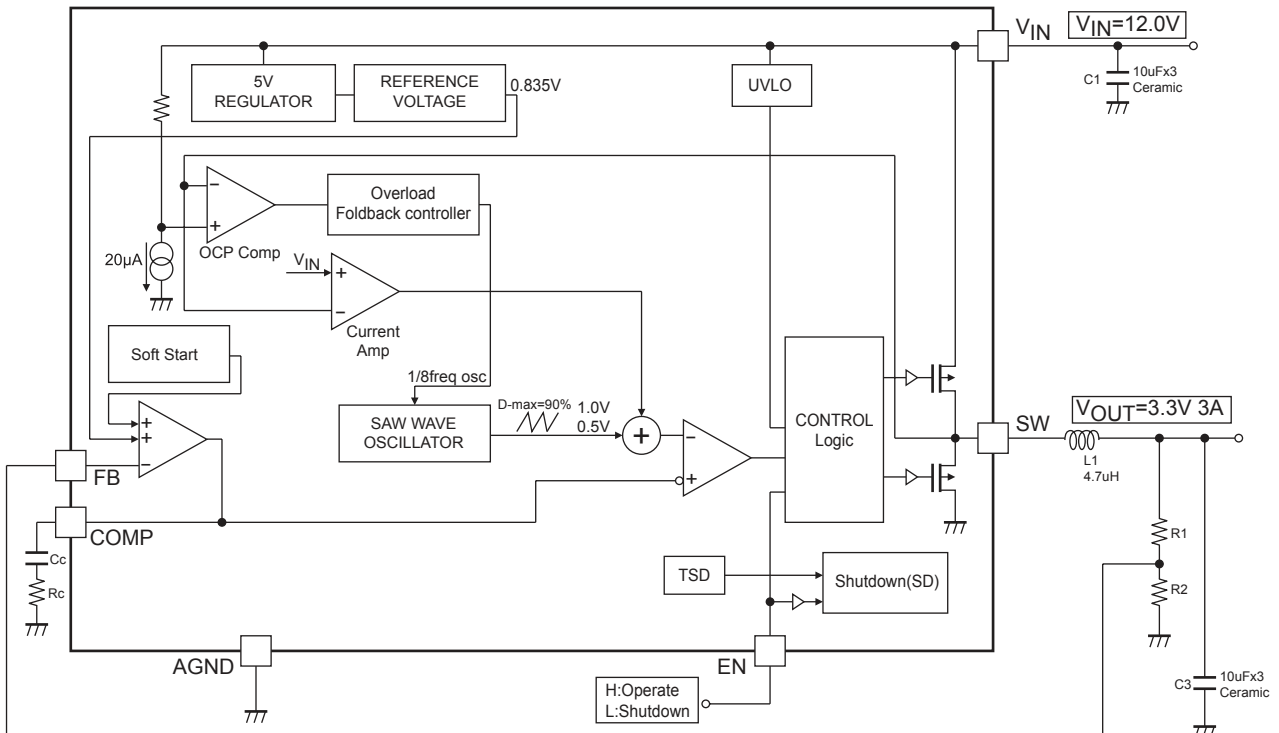 VIN
VIN=12.0V
C1
10uFx3
Ceramic
5V
REGULATOR
REFERENCE
VOLTAGE
0.835V
UVLO
−
+
OCP Comp
Overload
Foldback controller
20µA
VIN
+
−
Current
Amp
Soft Start
1/8freq osc
SAW WAVE
OSCILLATOR
D-max=90%
1.0V
0.5V
+
−
+
CONTROL
Logic
SW
VOUT=3.3V 3A
L1
4.7uH
+
+
−
FB
COMP
Cc
Rc
R1
R2
TSD
Shutdown(SD)
AGND
EN
H:Operate
L:Shutdown
C3
10uFx3
Ceramic